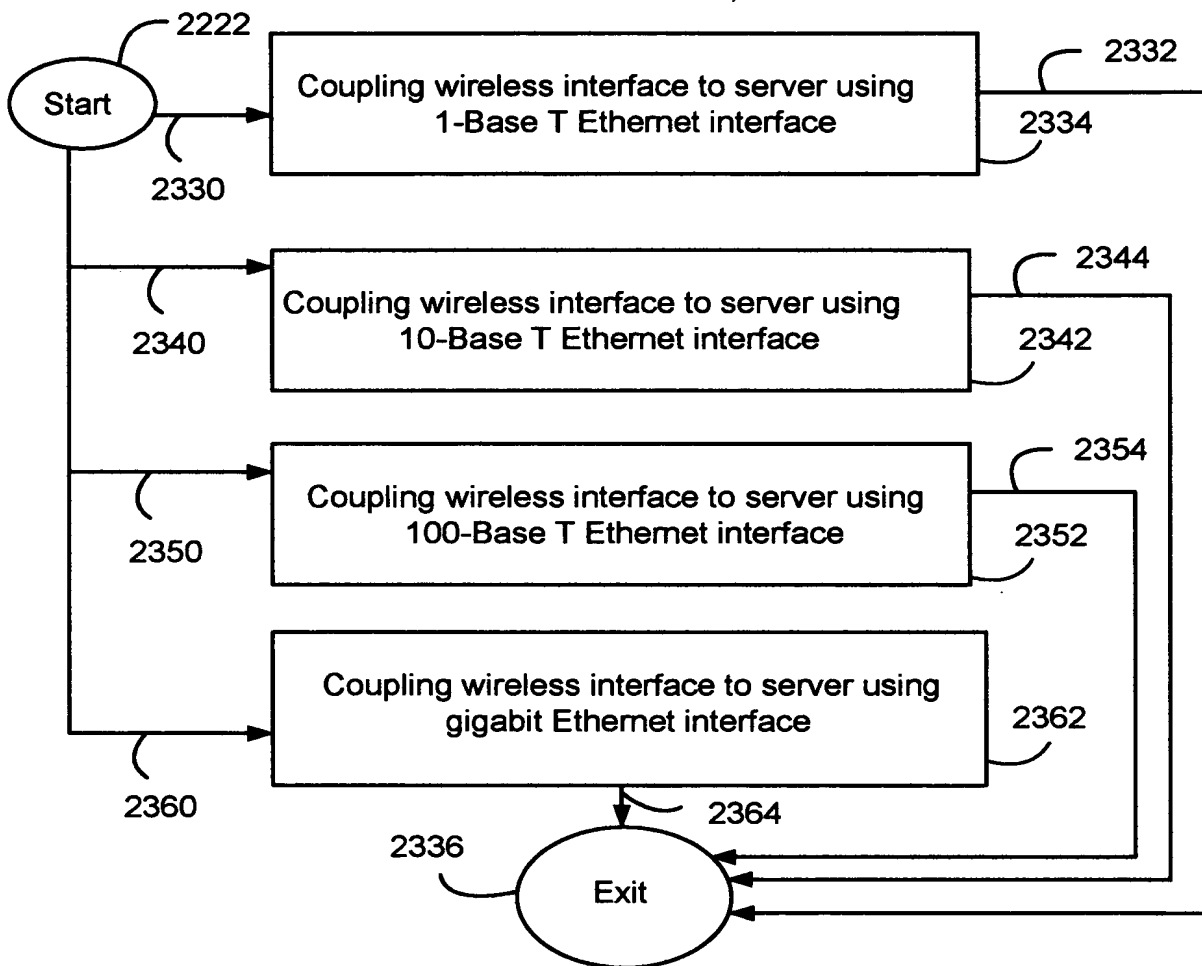 2222
Start
Coupling wireless interface to server using
1-Base T Ethernet interface
2332
2334
2330
Coupling wireless interface to server using
10-Base T Ethernet interface
2344
2342
2340
Coupling wireless interface to server using
100-Base T Ethernet interface
2354
2352
2350
Coupling wireless interface to server using
gigabit Ethernet interface
2362
2360
2364
2336
Exit